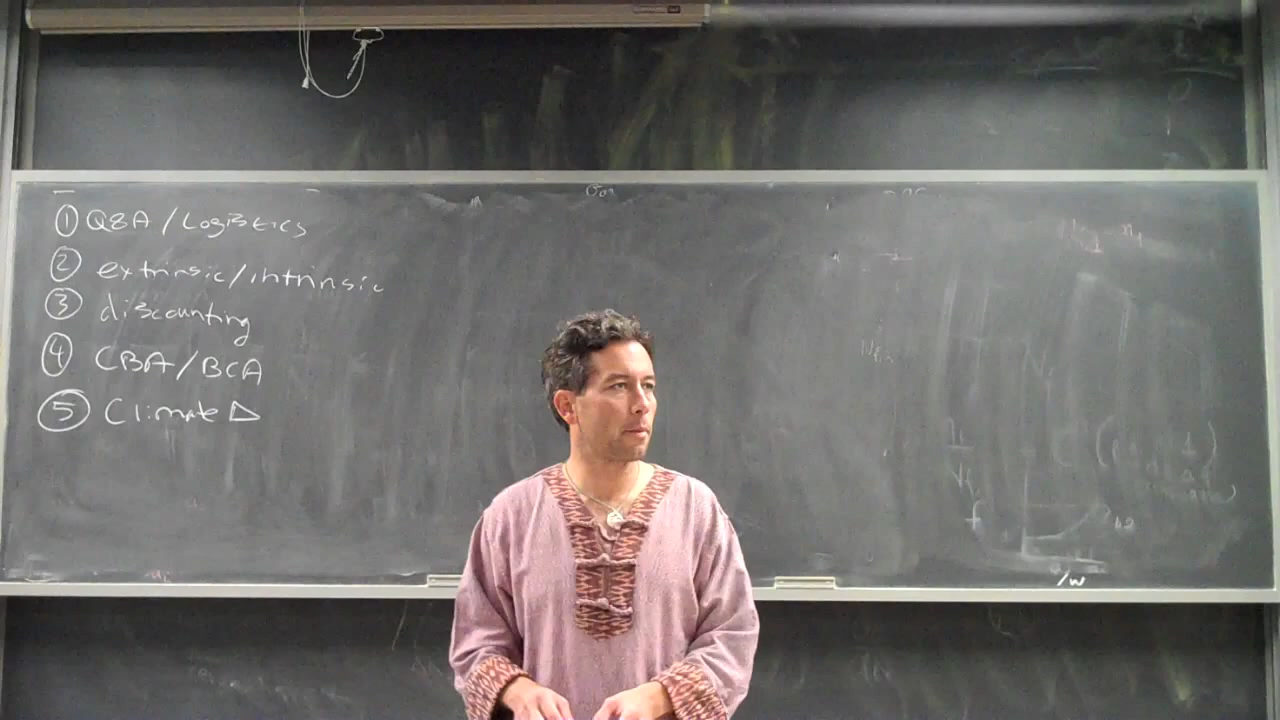 ① Q&A / Logistics
② extrinsic/intrinsic
③ discounting
④ CBA/BCA
⑤ Climate Δ